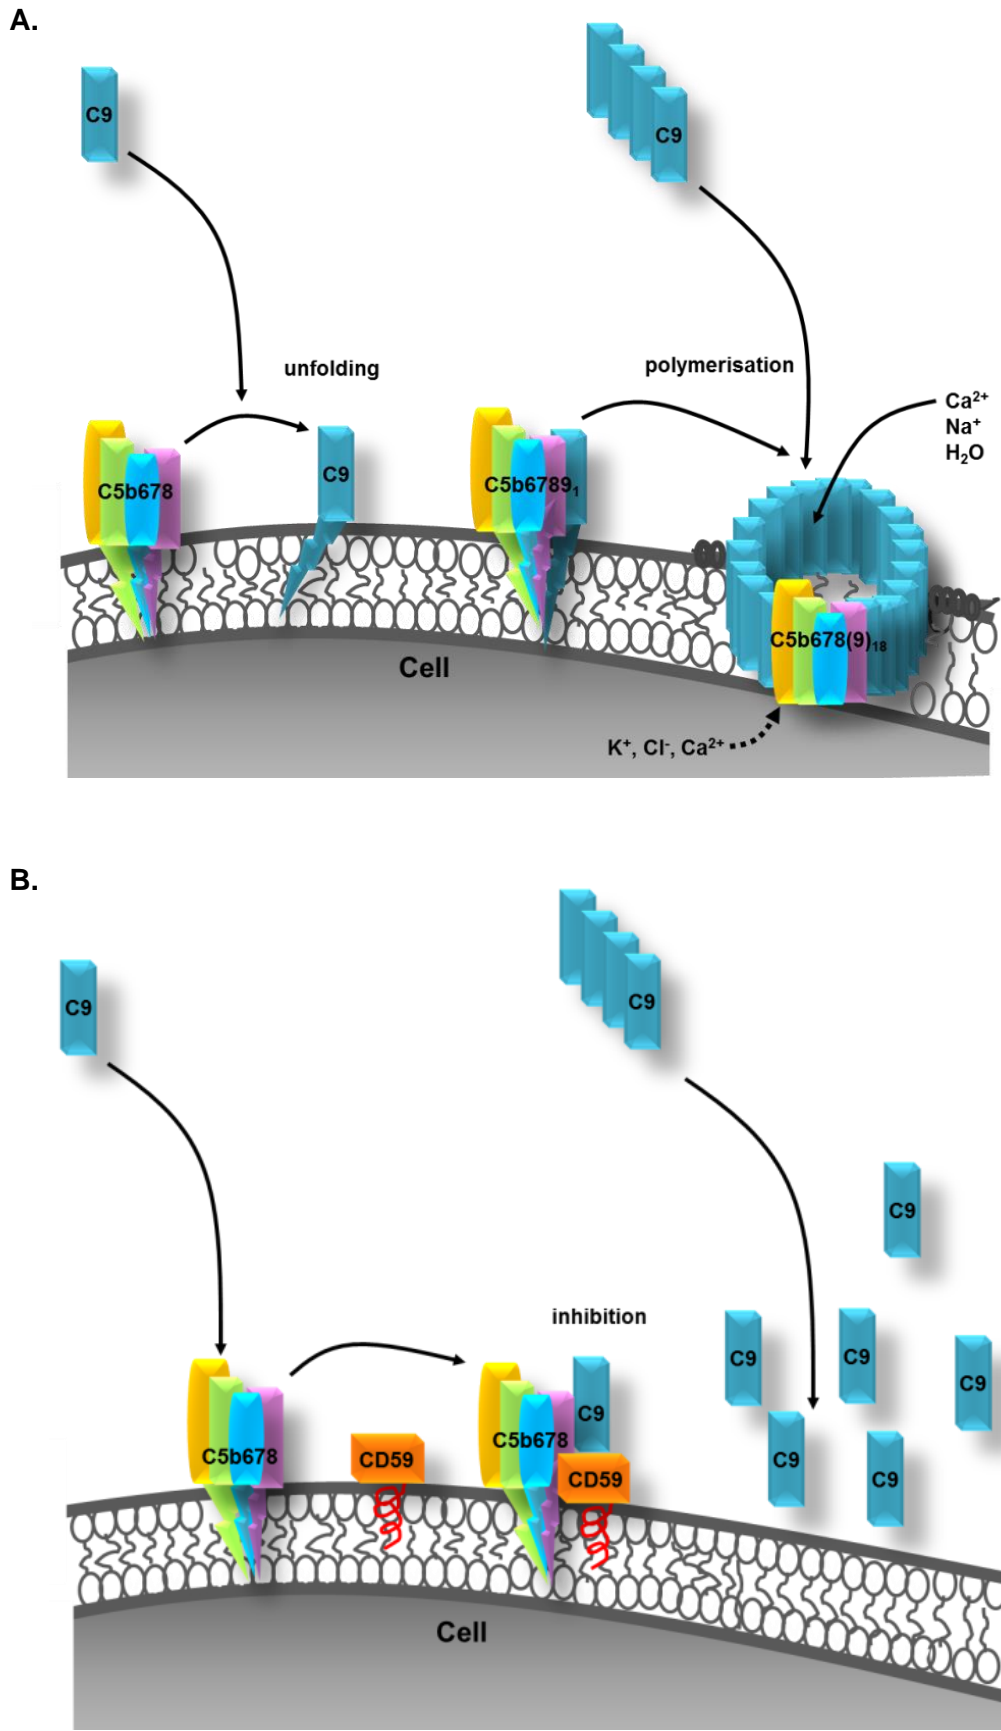 A.
C9
C9
unfolding
polymerisation
Ca²⁺
Na⁺
H₂O
C9
C5b678
C5b6789₁
C5b678(9)₁₈
Cell
K⁺, Cl⁻, Ca²⁺
B.
C9
C9
C9
inhibition
C9
C9
C9
C9
C5b678
C5b678
CD59
CD59
C9
C9
Cell